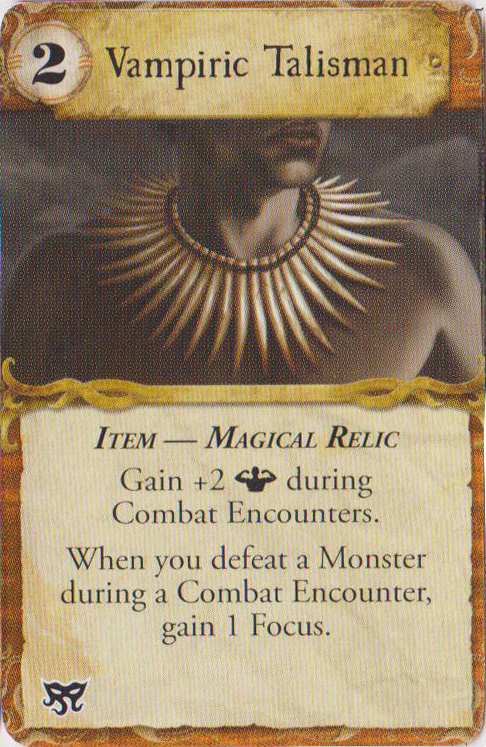 2 Vampiric Talisman
Item — Magical Relic
Gain +2 during
Combat Encounters.
When you defeat a Monster
during a Combat Encounter,
gain 1 Focus.